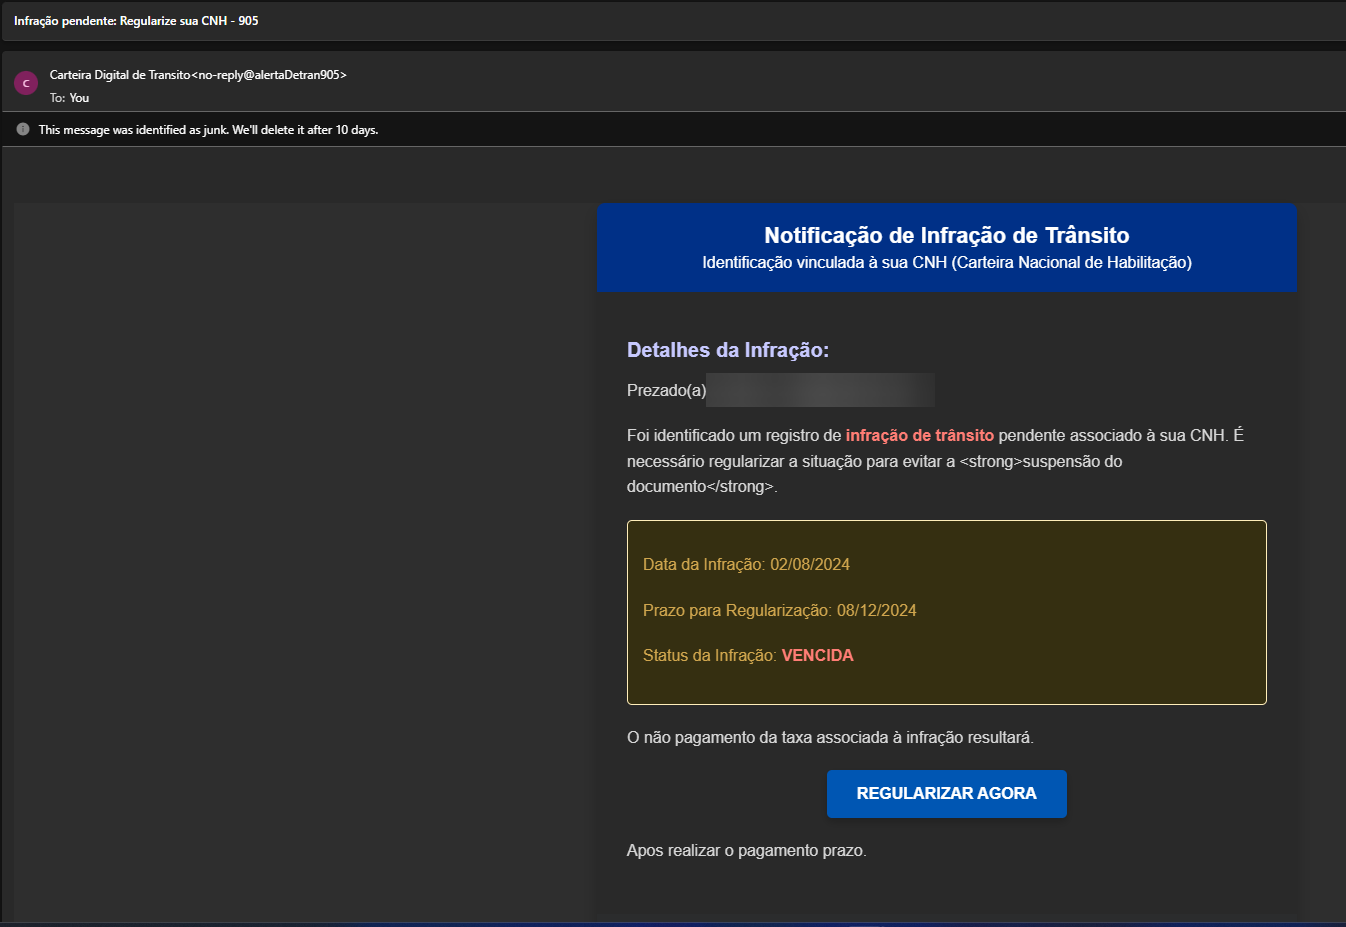 Infração pendente: Regularize sua CNH - 905
C
Carteira Digital de Transito<no-reply@alertaDetran905>
To: You
This message was identified as junk. We'll delete it after 10 days.
Notificação de Infração de Trânsito
Identificação vinculada à sua CNH (Carteira Nacional de Habilitação)
Detalhes da Infração:
Prezado(a)
Foi identificado um registro de infração de trânsito pendente associado à sua CNH. É
necessário regularizar a situação para evitar a <strong>suspensão do
documento</strong>.
Data da Infração: 02/08/2024
Prazo para Regularização: 08/12/2024
Status da Infração: VENCIDA
O não pagamento da taxa associada à infração resultará.
REGULARIZAR AGORA
Apos realizar o pagamento prazo.